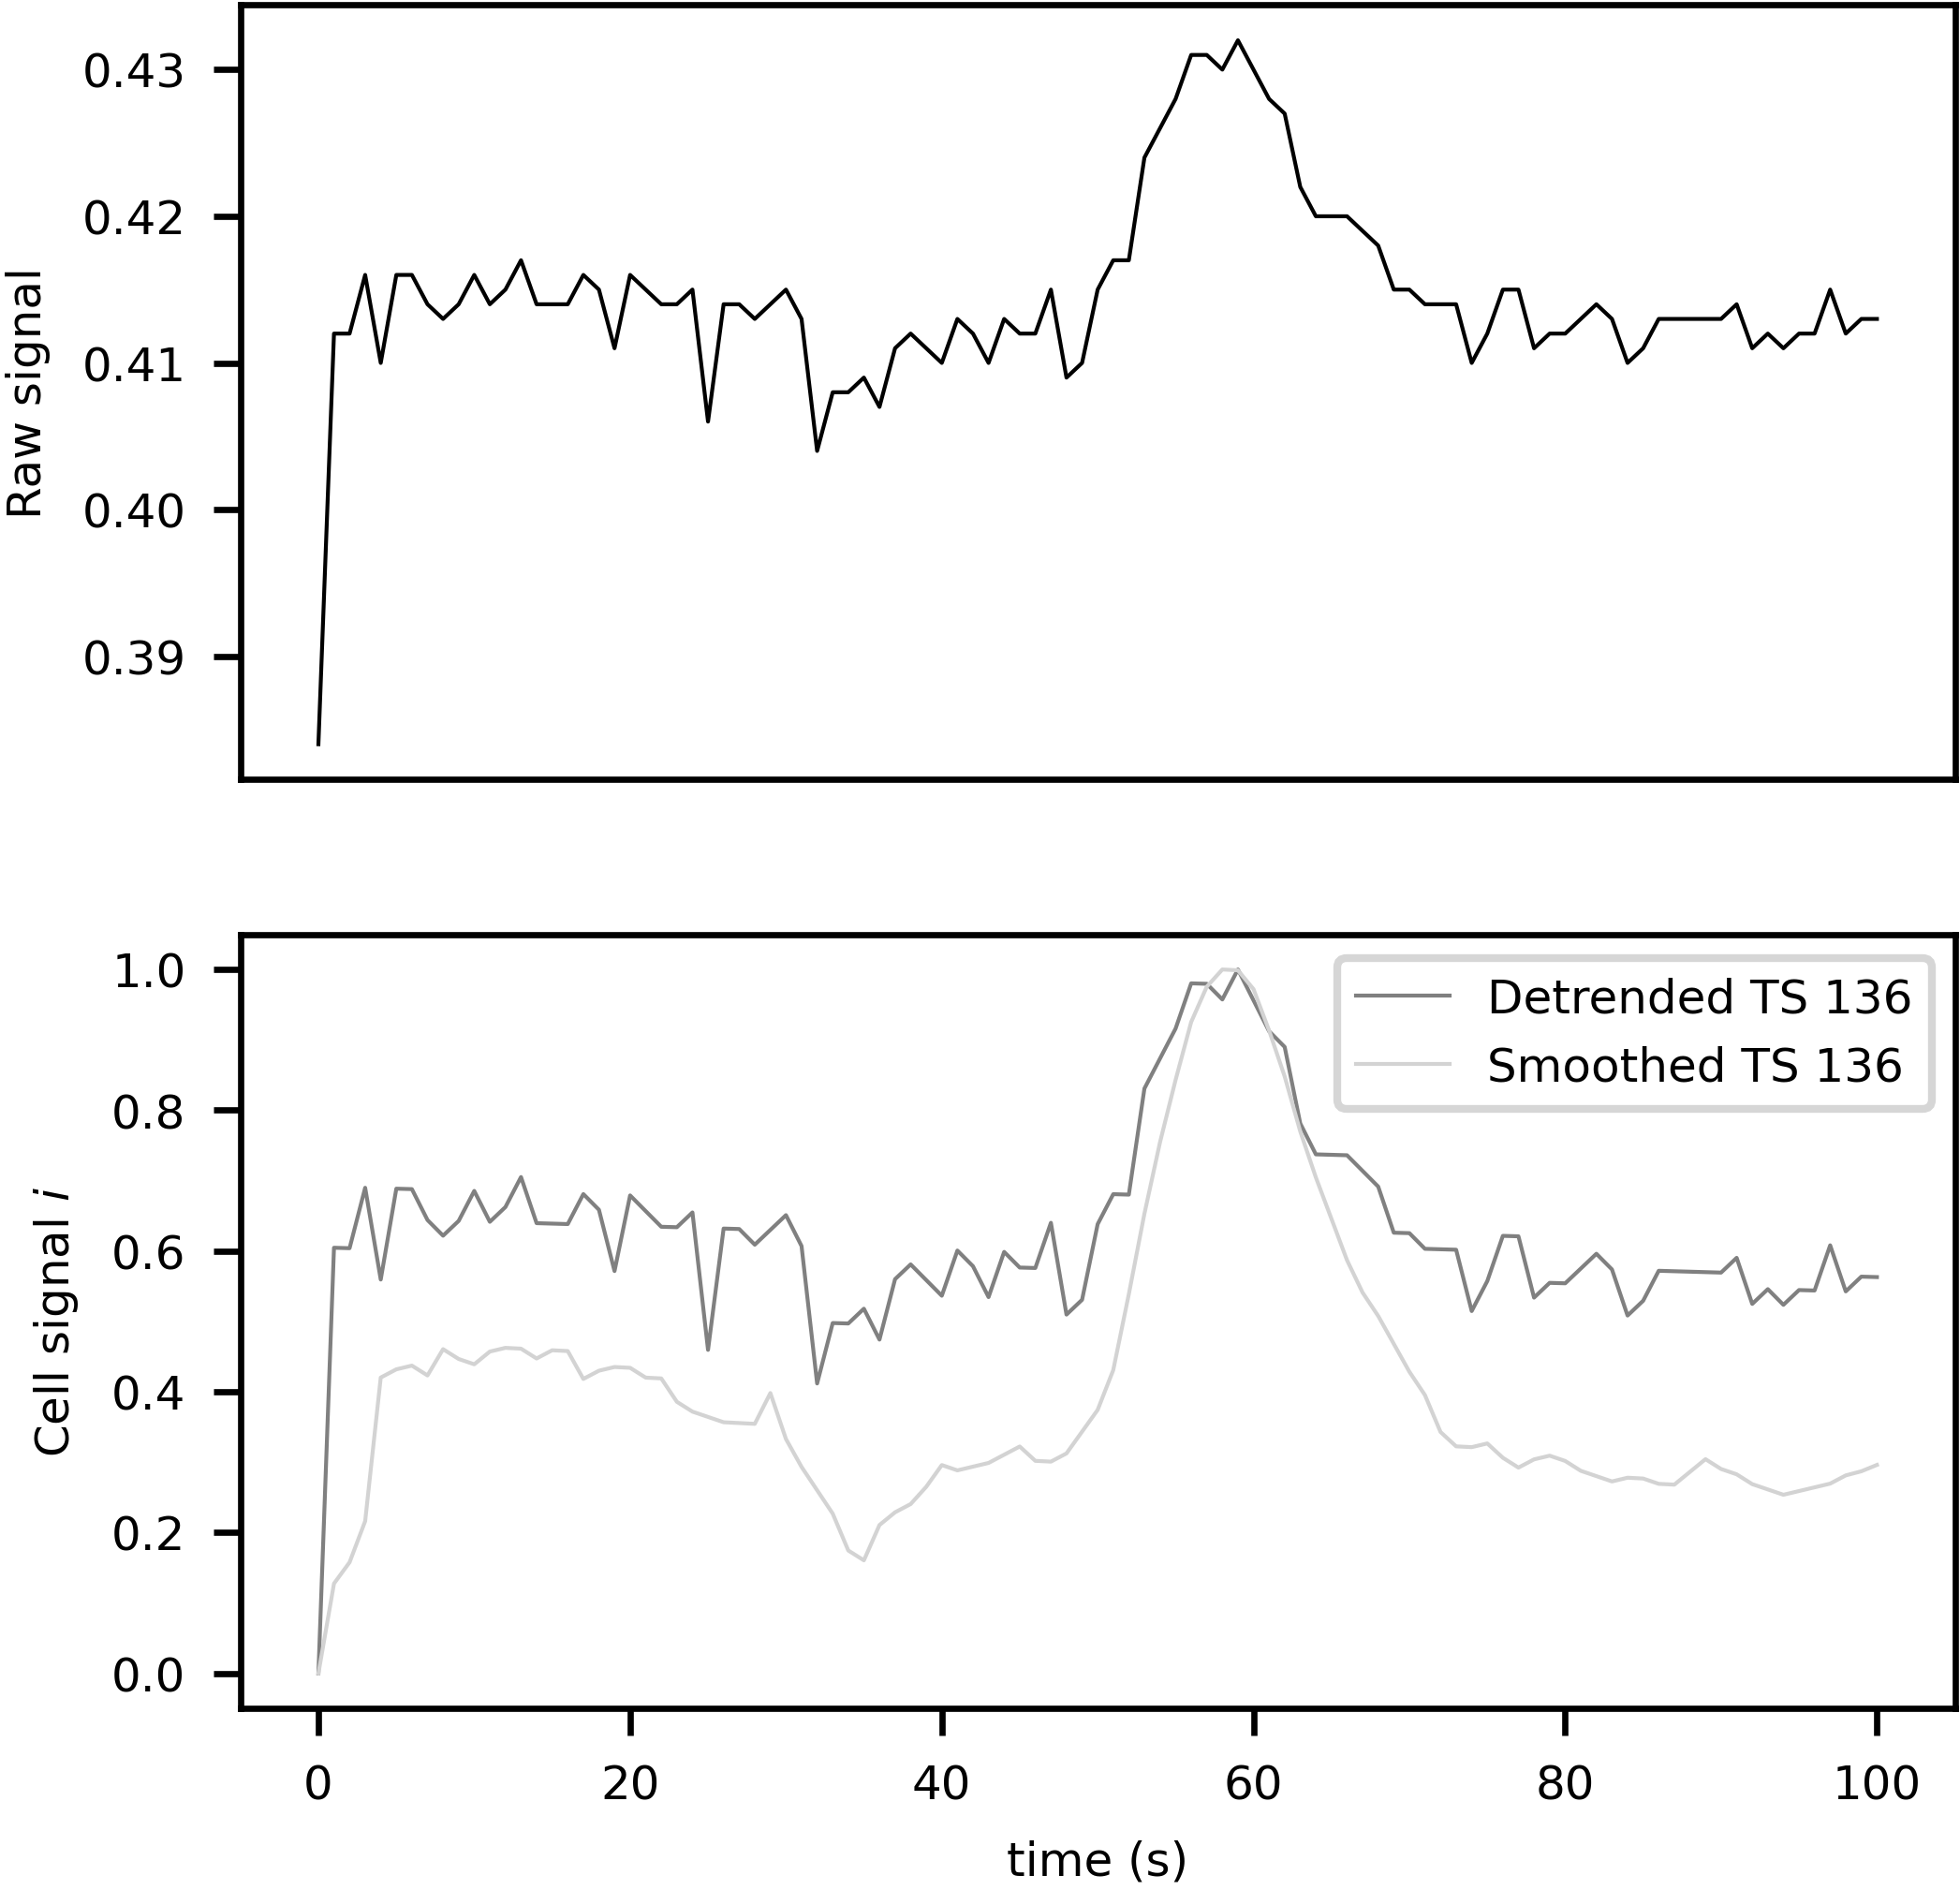 Raw signal
0.43
0.42
0.41
0.40
0.39
Cell signal i
1.0
0.8
0.6
0.4
0.2
0.0
Detrended TS 136
Smoothed TS 136
0 20 40 60 80 100
time (s)